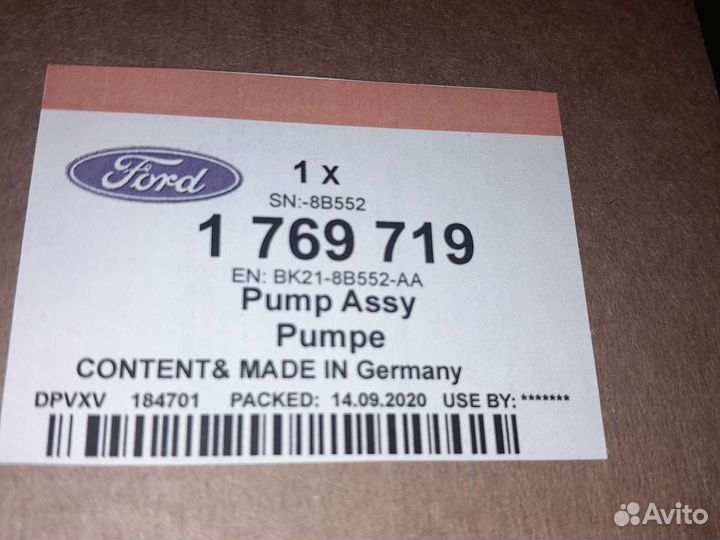 Ford
1 X
SN:-8B552
1 769 719
EN: BK21-8B552-AA
Pump Assy
Pumpe
CONTENT& MADE IN Germany
DPVXV 184701 PACKED: 14.09.2020 USE BY: *******
Avito